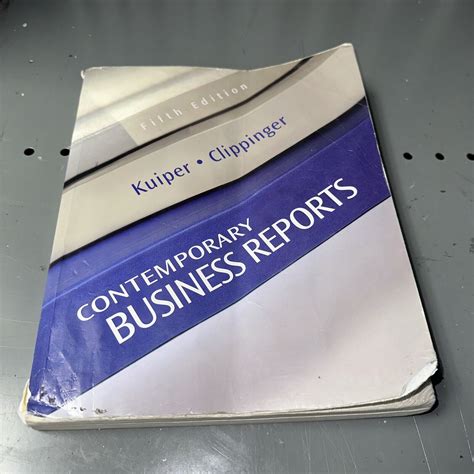 Fifth Edition
Kuiper • Clippinger
CONTEMPORARY
BUSINESS REPORTS